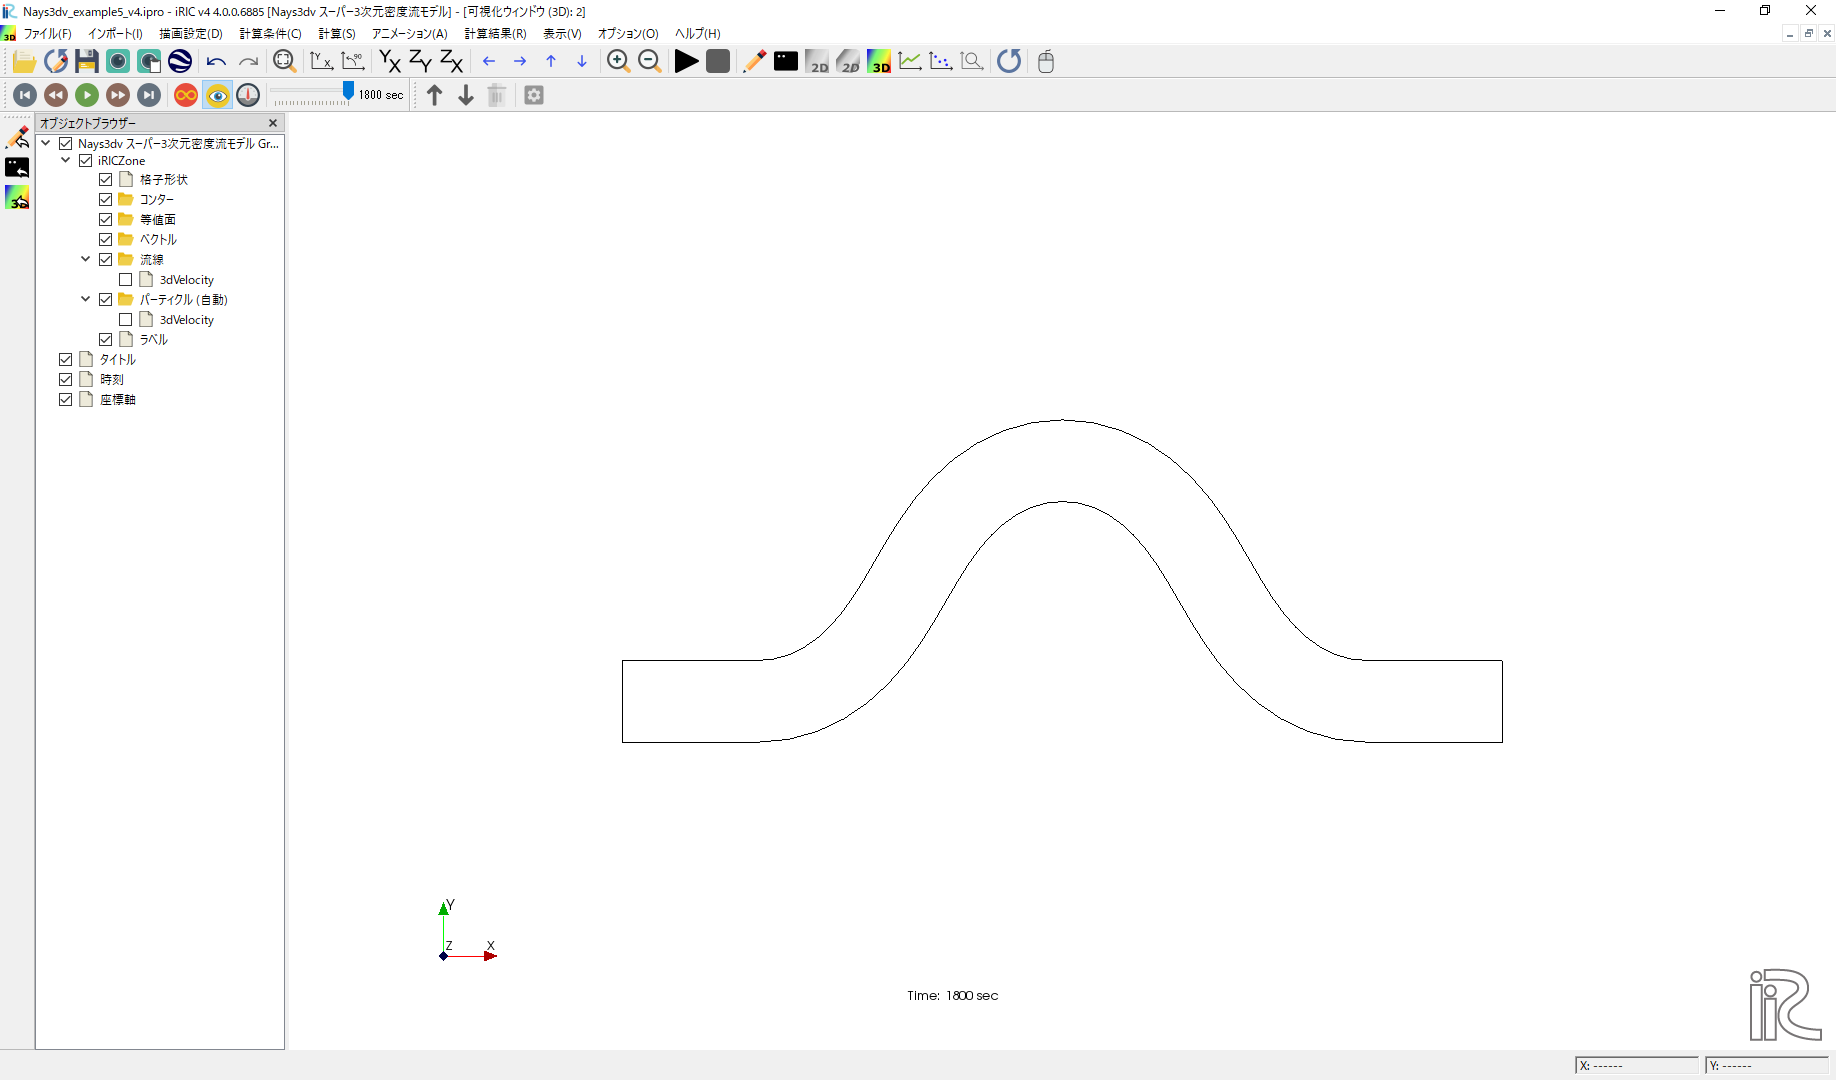 Nays3dv_example5_v4.ipro - iRIC v4 4.0.0.6885 [Nays3dv スーパー3次元密度流モデル] - [可視化ウィンドウ (3D): 2]
ファイル(F) インポート(I) 描画設定(D) 計算条件(C) 計算(S) アニメーション(A) 計算結果(R) 表示(V) オプション(O) ヘルプ(H)
1800 sec
オブジェクトブラウザー
Nays3dv スーパー3次元密度流モデル Gr...
iRICZone
格子形状
コンター
等値面
ベクトル
流線
3dVelocity
パーティクル (自動)
3dVelocity
ラベル
タイトル
時刻
座標軸
Y
Z X
Time: 1800 sec
iRIC
X: ------ Y: ------